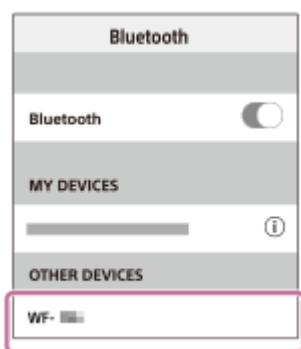 Bluetooth
Bluetooth
MY DEVICES
OTHER DEVICES
WF-